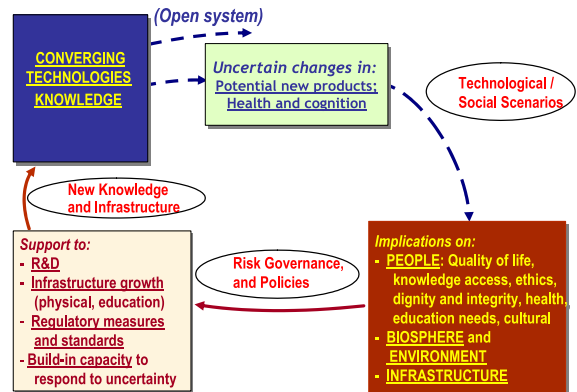 (Open system)
CONVERGING
TECHNOLOGIES
KNOWLEDGE
Uncertain changes in:
Potential new products;
Health and cognition
Technological /
Social Scenarios
Implications on:
- PEOPLE: Quality of life,
knowledge access, ethics,
dignity and integrity, health,
education needs, cultural
- BIOSPHERE and
ENVIRONMENT
- INFRASTRUCTURE
Risk Governance,
and Policies
Support to:
- R&D
- Infrastructure growth
(physical, education)
- Regulatory measures
and standards
- Build-in capacity to
respond to uncertainty
New Knowledge
and Infrastructure